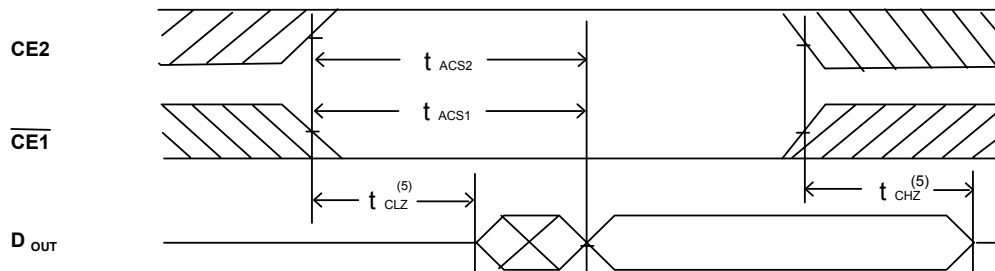 CE2
t ACS2
t ACS1
CE1
t CLZ (5)
t CHZ (5)
D OUT